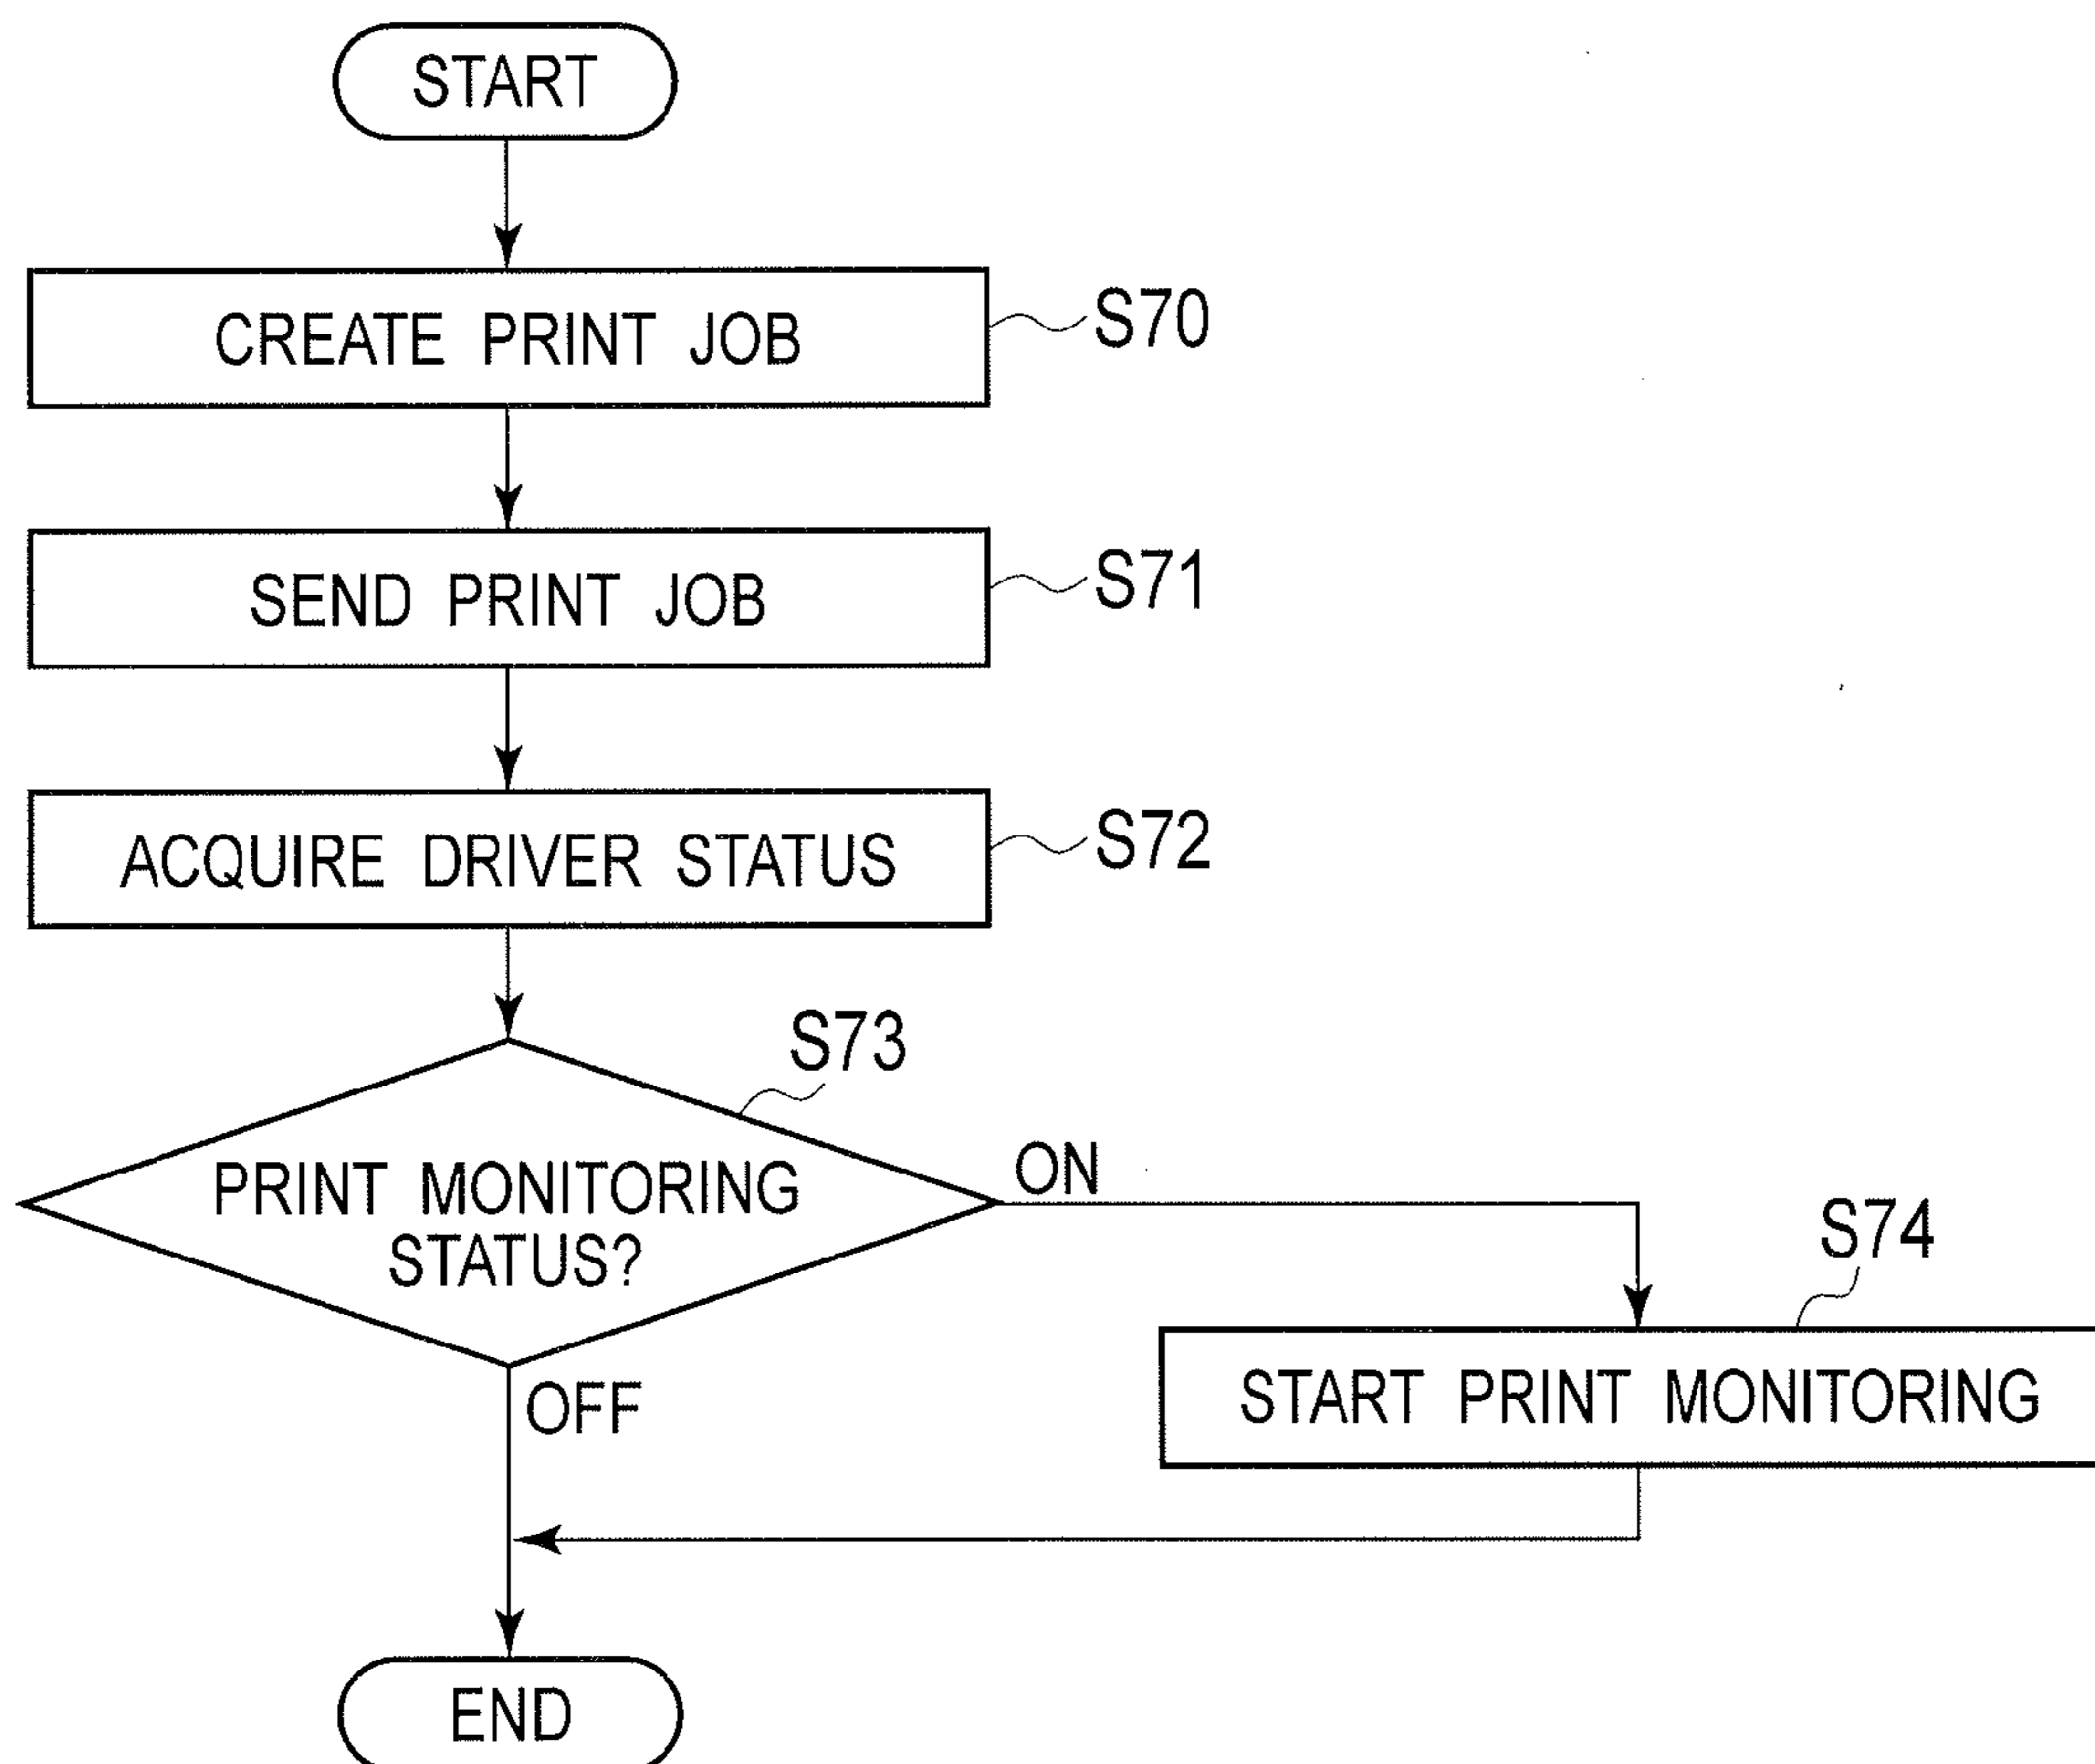 START
CREATE PRINT JOB
S70
SEND PRINT JOB
S71
ACQUIRE DRIVER STATUS
S72
S73
PRINT MONITORING
STATUS?
ON
OFF
S74
START PRINT MONITORING
END